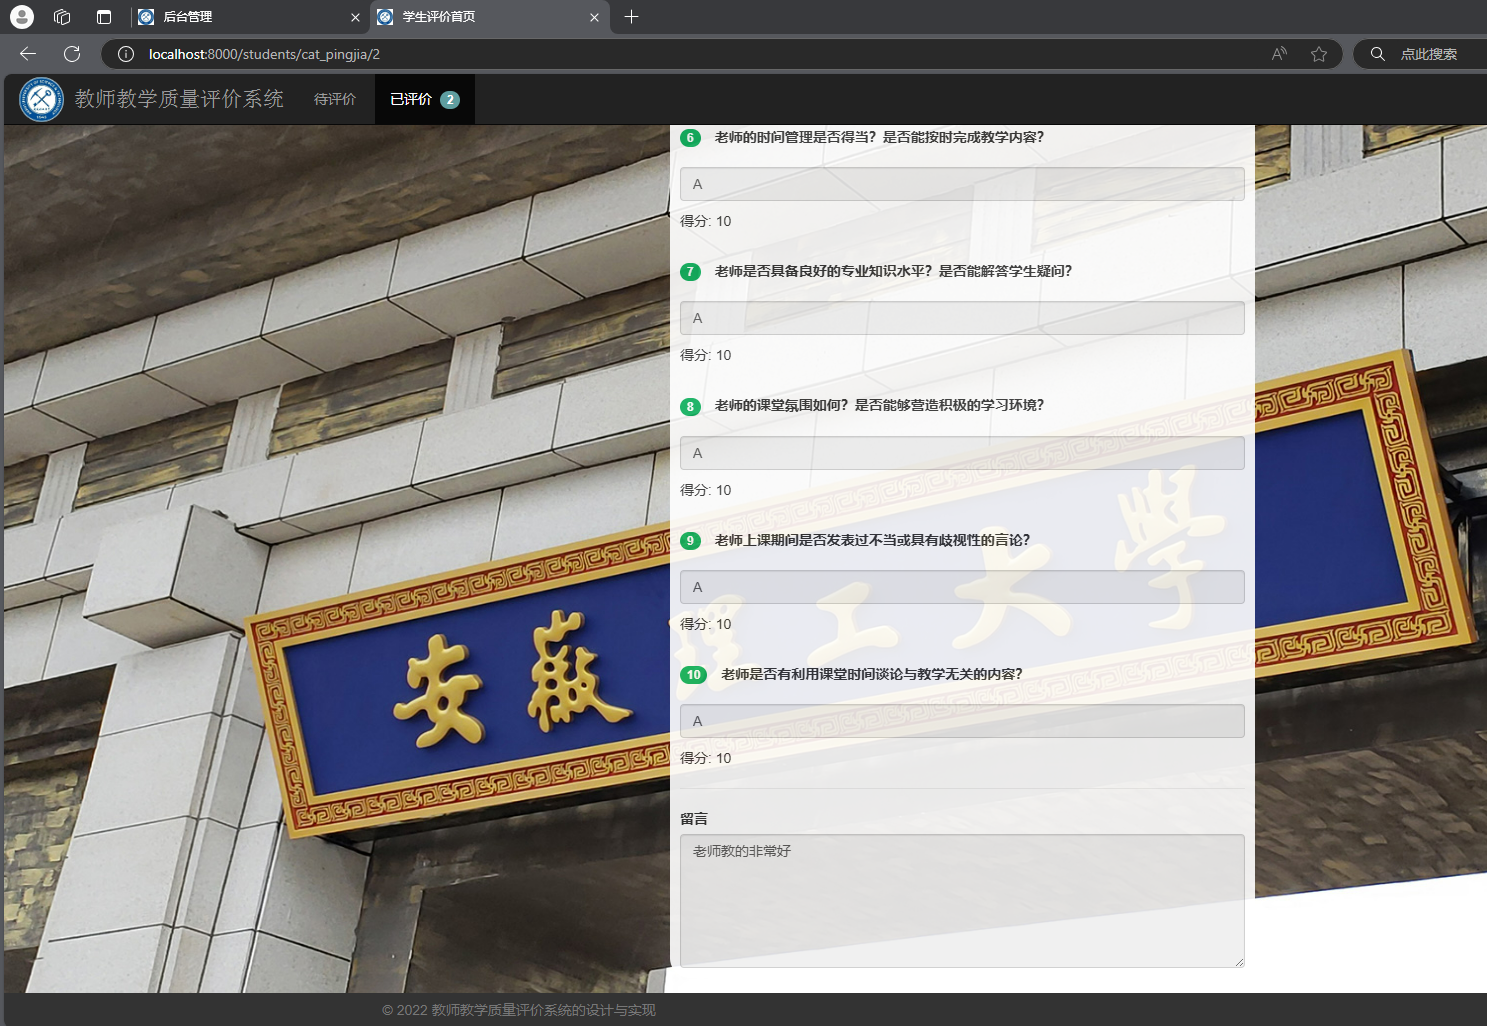 后台管理
学生评价首页
localhost:8000/students/cat_pingjia/2
点此搜索
教师教学质量评价系统 待评价 已评价 2
6 老师的时间管理是否得当？是否能按时完成教学内容？
A
得分: 10
7 老师是否具备良好的专业知识水平？是否能解答学生疑问？
A
得分: 10
8 老师的课堂氛围如何？是否能够营造积极的学习环境？
A
得分: 10
9 老师上课期间是否发表过不当或具有歧视性的言论？
A
得分: 10
10 老师是否有利用课堂时间谈论与教学无关的内容？
A
得分: 10
留言
老师教的非常好
安徽理工大學
© 2022 教师教学质量评价系统的设计与实现